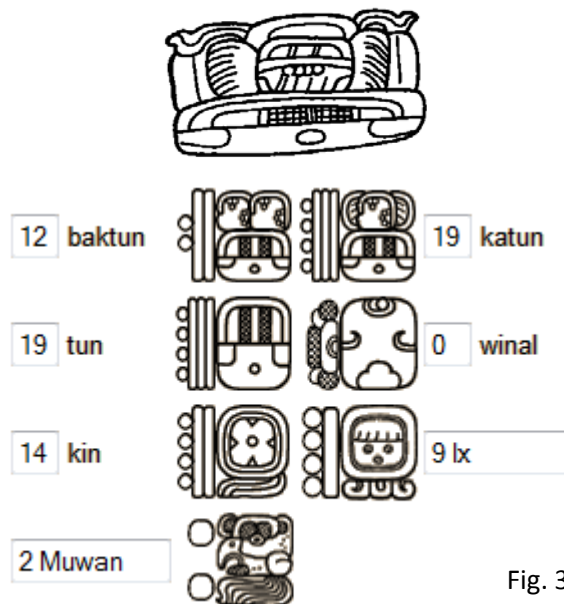 12 baktun 19 katun
19 tun 0 winal
14 kin 9 Ix
2 Muwan
Fig. 3